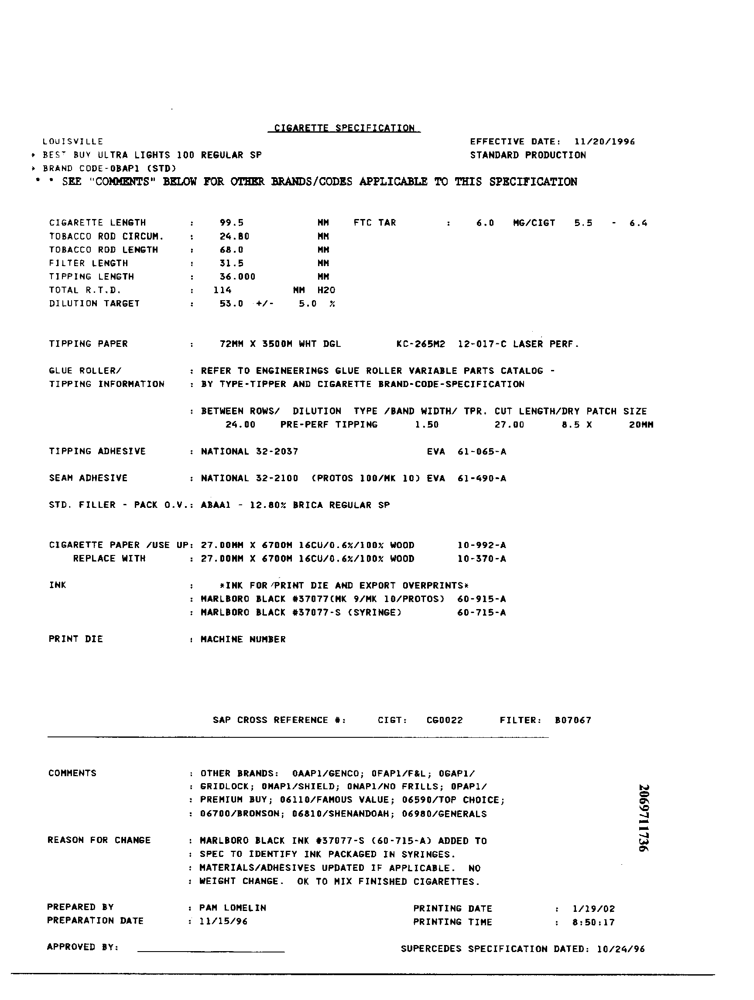 CIGARETTE SPECIFICATION
LOUISVILLE EFFECTIVE DATE: 11/20/1996
BEST BUY ULTRA LIGHTS 100 REGULAR SP STANDARD PRODUCTION
BRAND CODE-0BAP1 (STD)
* * SEE "COMMENTS" BELOW FOR OTHER BRANDS/CODES APPLICABLE TO THIS SPECIFICATION
CIGARETTE LENGTH : 99.5 MM FTC TAR : 6.0 MG/CIGT 5.5 - 6.4
TOBACCO ROD CIRCUM. : 24.80 MM
TOBACCO ROD LENGTH : 68.0 MM
FILTER LENGTH : 31.5 MM
TIPPING LENGTH : 36.000 MM
TOTAL R.T.D. : 114 MM H2O
DILUTION TARGET : 53.0 +/- 5.0 %
TIPPING PAPER : 72MM X 3500M WHT DGL KC-265M2 12-017-C LASER PERF.
GLUE ROLLER/ : REFER TO ENGINEERINGS GLUE ROLLER VARIABLE PARTS CATALOG -
TIPPING INFORMATION : BY TYPE-TIPPER AND CIGARETTE BRAND-CODE-SPECIFICATION
: BETWEEN ROWS/ DILUTION TYPE /BAND WIDTH/ TPR. CUT LENGTH/DRY PATCH SIZE
24.00 PRE-PERF TIPPING 1.50 27.00 8.5 X 20MM
TIPPING ADHESIVE : NATIONAL 32-2037 EVA 61-065-A
SEAM ADHESIVE : NATIONAL 32-2100 (PROTOS 100/MK 10) EVA 61-490-A
STD. FILLER - PACK O.V.: ABAA1 - 12.80% BRICA REGULAR SP
CIGARETTE PAPER /USE UP: 27.00MM X 6700M 16CU/0.6%/100% WOOD 10-992-A
REPLACE WITH : 27.00MM X 6700M 16CU/0.6%/100% WOOD 10-370-A
INK : *INK FOR PRINT DIE AND EXPORT OVERPRINTS*
: MARLBORO BLACK #37077(MK 9/MK 10/PROTOS) 60-915-A
: MARLBORO BLACK #37077-S (SYRINGE) 60-715-A
PRINT DIE : MACHINE NUMBER
SAP CROSS REFERENCE #: CIGT: CG0022 FILTER: B07067
COMMENTS : OTHER BRANDS: 0AAP1/GENCO; 0FAP1/F&L; 0GAP1/
: GRIDLOCK; 0MAP1/SHIELD; 0NAP1/NO FRILLS; 0PAP1/
: PREMIUM BUY; 06110/FAMOUS VALUE; 06590/TOP CHOICE;
: 06700/BRONSON; 06810/SHENANDOAH; 06980/GENERALS
REASON FOR CHANGE : MARLBORO BLACK INK #37077-S (60-715-A) ADDED TO
: SPEC TO IDENTIFY INK PACKAGED IN SYRINGES.
: MATERIALS/ADHESIVES UPDATED IF APPLICABLE. NO
: WEIGHT CHANGE. OK TO MIX FINISHED CIGARETTES.
PREPARED BY : PAM LOMELIN PRINTING DATE : 1/19/02
PREPARATION DATE : 11/15/96 PRINTING TIME : 8:50:17
APPROVED BY: SUPERCEDES SPECIFICATION DATED: 10/24/96
2069711736